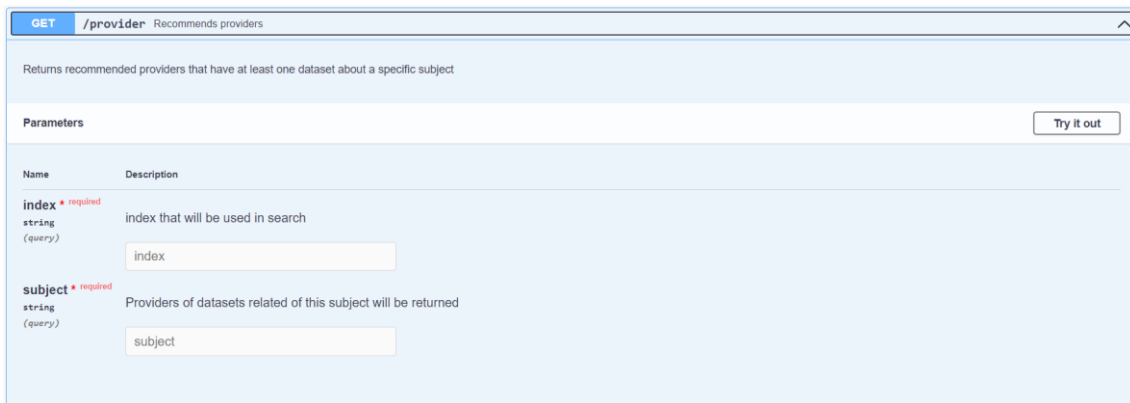 GET /provider Recommends providers
Returns recommended providers that have at least one dataset about a specific subject
Parameters Try it out
Name Description
index * required
string
(query)
index that will be used in search
index
subject * required
string
(query)
Providers of datasets related of this subject will be returned
subject